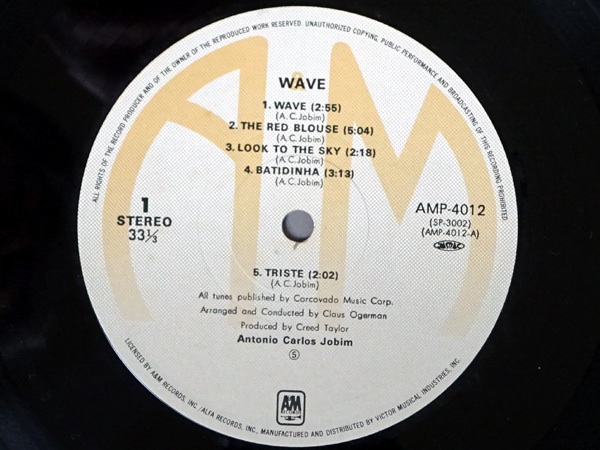 ALL RIGHTS OF THE RECORD PRODUCER AND OF THE OWNER OF THE REPRODUCED WORK RESERVED. UNAUTHORIZED COPYING, PUBLIC PERFORMANCE AND BROADCASTING OF THIS RECORDING PROHIBITED
WAVE
1. WAVE (2:55)
(A.C.Jobim)
2. THE RED BLOUSE (5:04)
(A.C.Jobim)
3. LOOK TO THE SKY (2:18)
(A.C.Jobim)
4. BATIDINHA (3:13)
(A.C.Jobim)
1
STEREO
33⅓
AMP-4012
(SP-3002)
(AMP-4012-A)
JASRAC
5. TRISTE (2:02)
(A.C.Jobim)
All tunes published by Corcovado Music Corp.
Arranged and Conducted by Claus Ogerman
Produced by Creed Taylor
Antonio Carlos Jobim
Ⓢ
A&M
RECORDS
LICENSED BY A&M RECORDS, INC./ALFA RECORDS, INC., MANUFACTURED AND DISTRIBUTED BY VICTOR MUSICAL INDUSTRIES, INC.